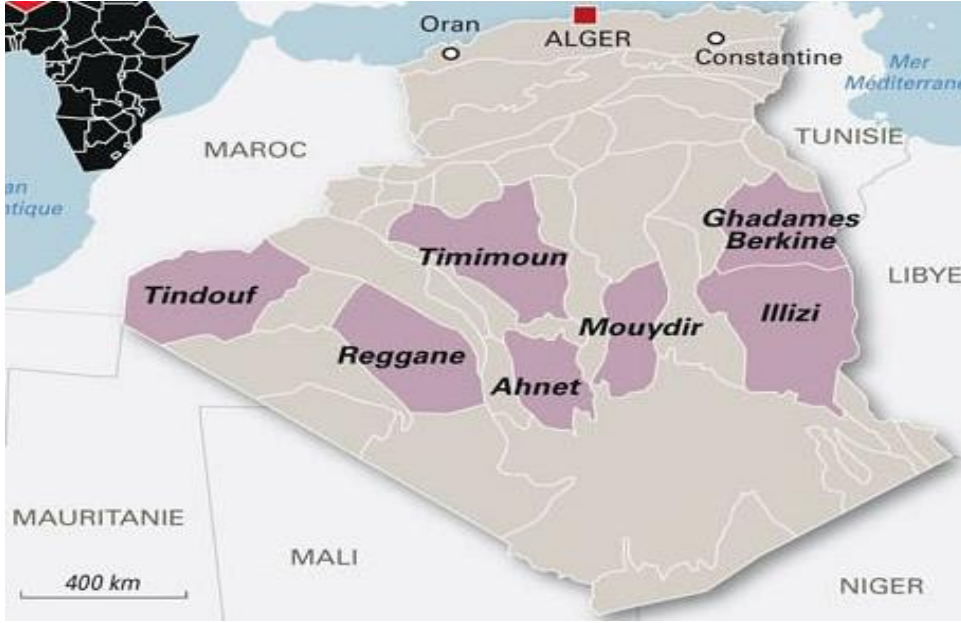 Oran
ALGER
Constantine
Mer
Méditerrané
MAROC
TUNISIE
an
ntique
Ghadames
Berkine
Timimoun
LIBYE
Tindouf
Illizi
Mouydir
Reggane
Ahnet
MAURITANIE
MALI
400 km
NIGER